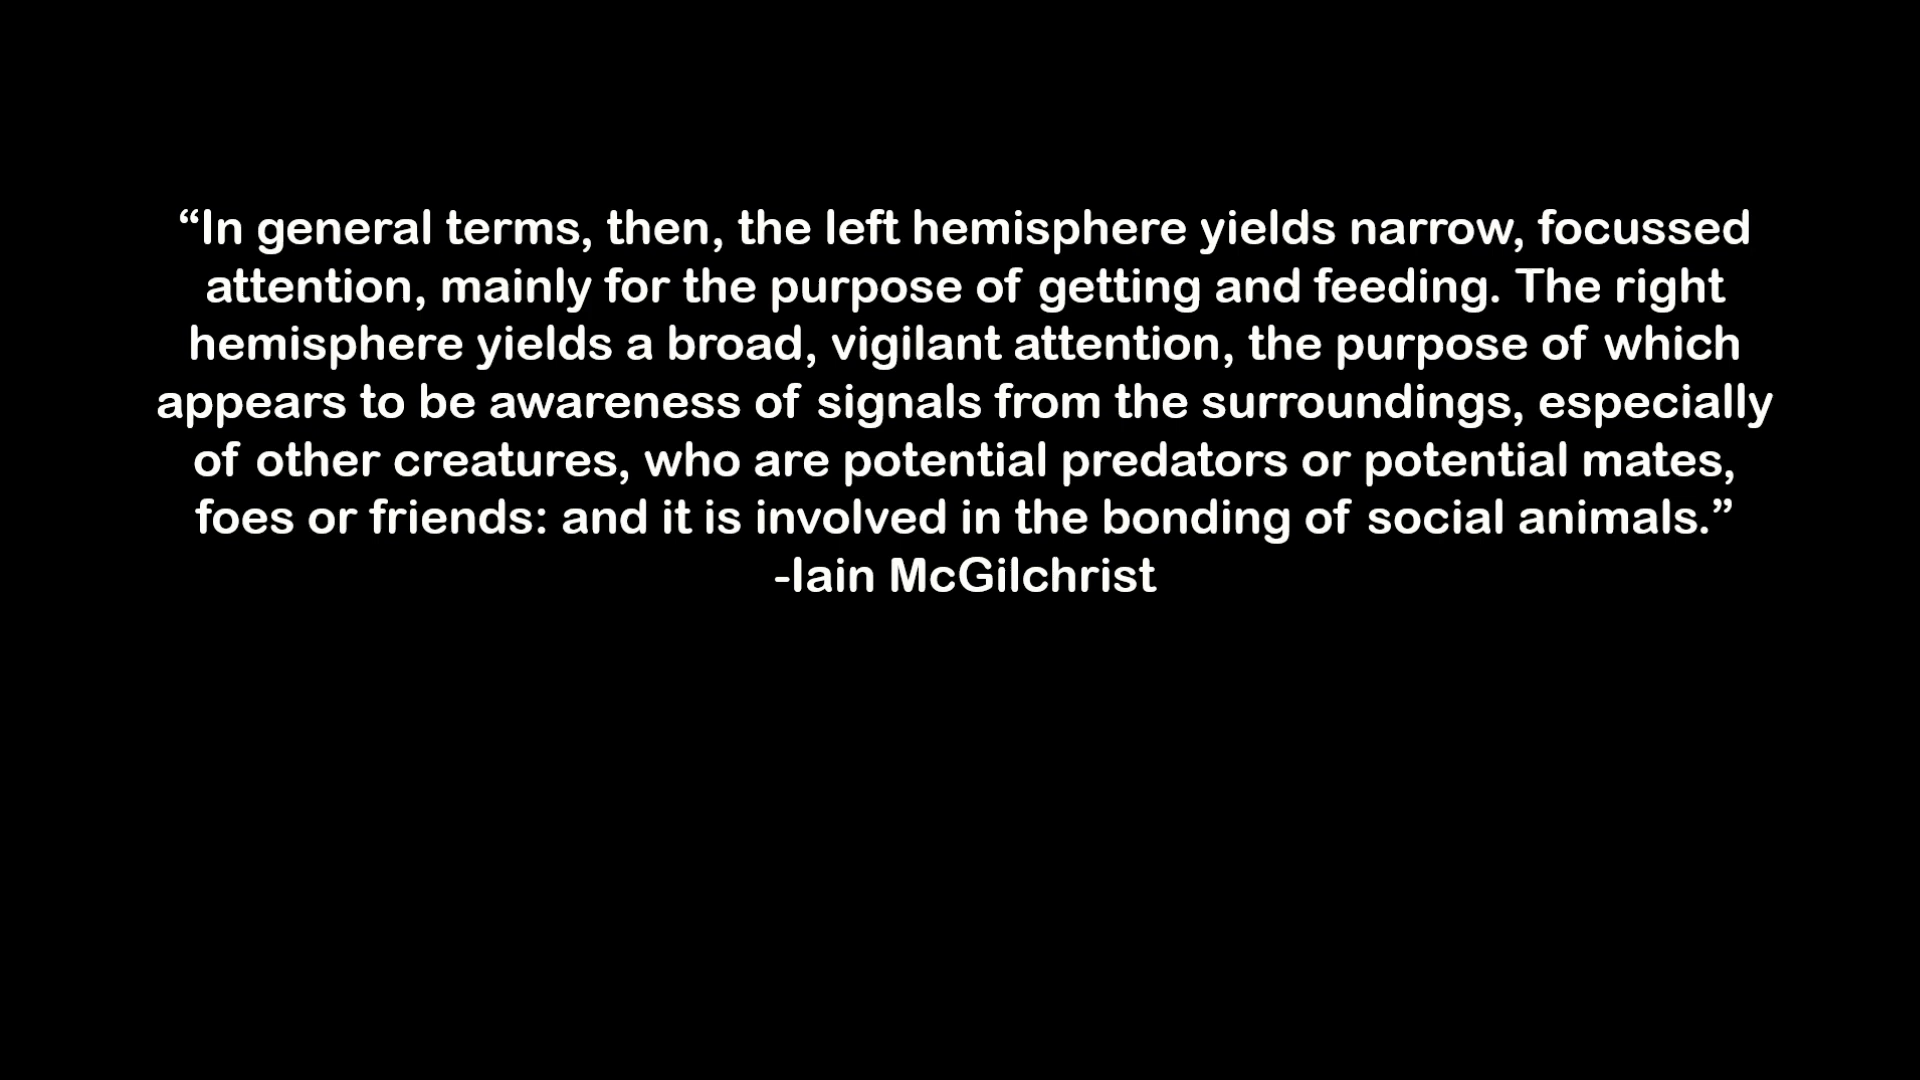 “In general terms, then, the left hemisphere yields narrow, focussed
attention, mainly for the purpose of getting and feeding. The right
hemisphere yields a broad, vigilant attention, the purpose of which
appears to be awareness of signals from the surroundings, especially
of other creatures, who are potential predators or potential mates,
foes or friends: and it is involved in the bonding of social animals.”
-Iain McGilchrist